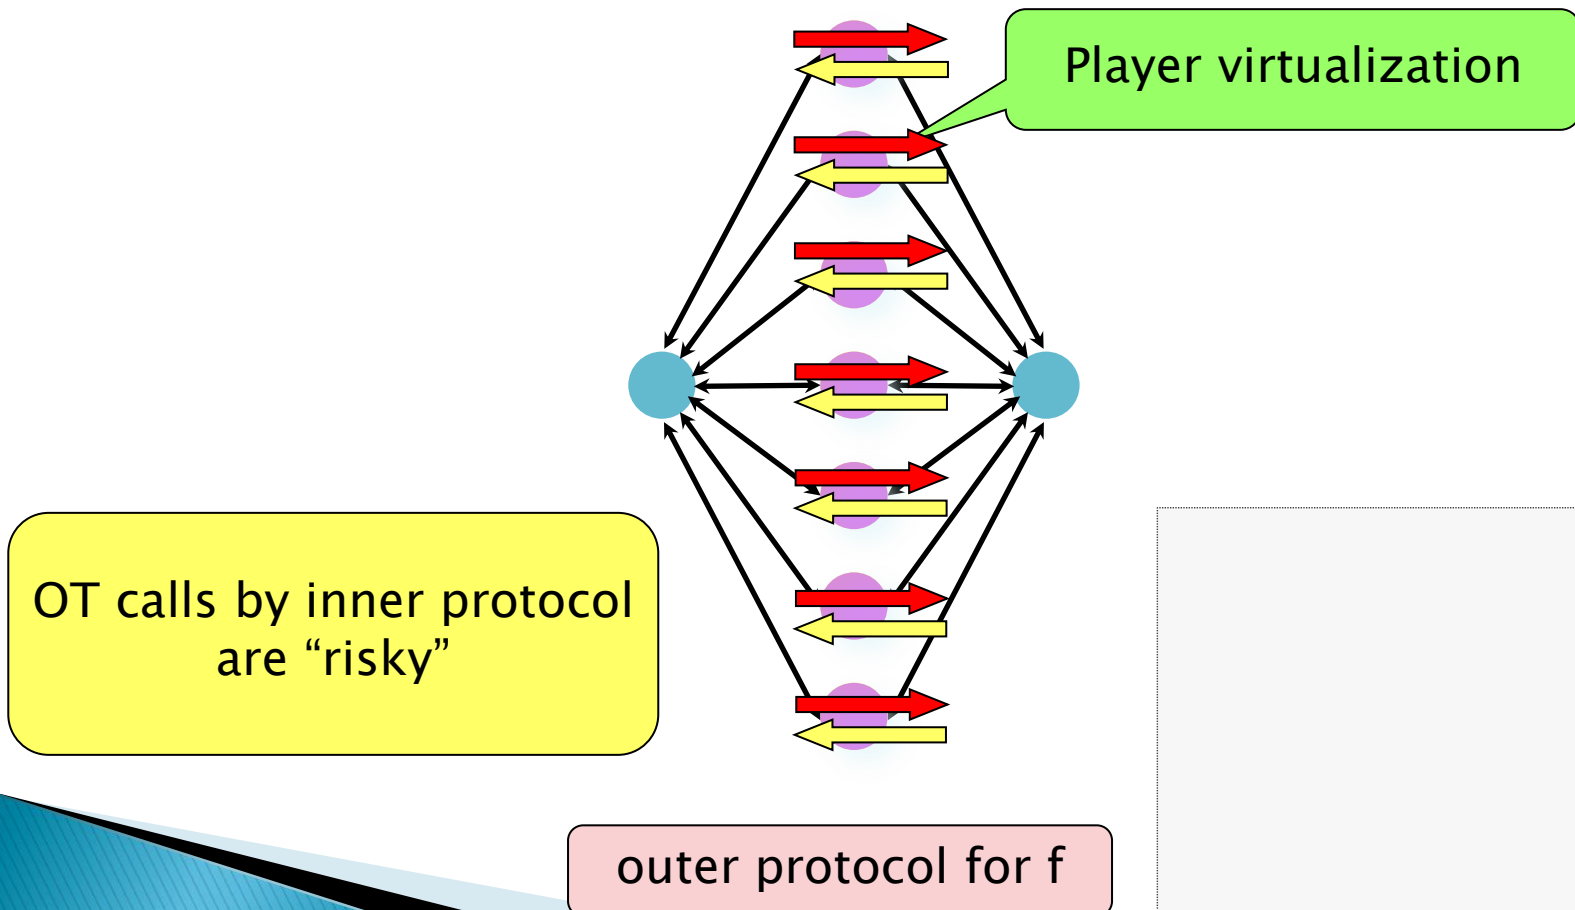 Player virtualization
OT calls by inner protocol
are “risky”
outer protocol for f